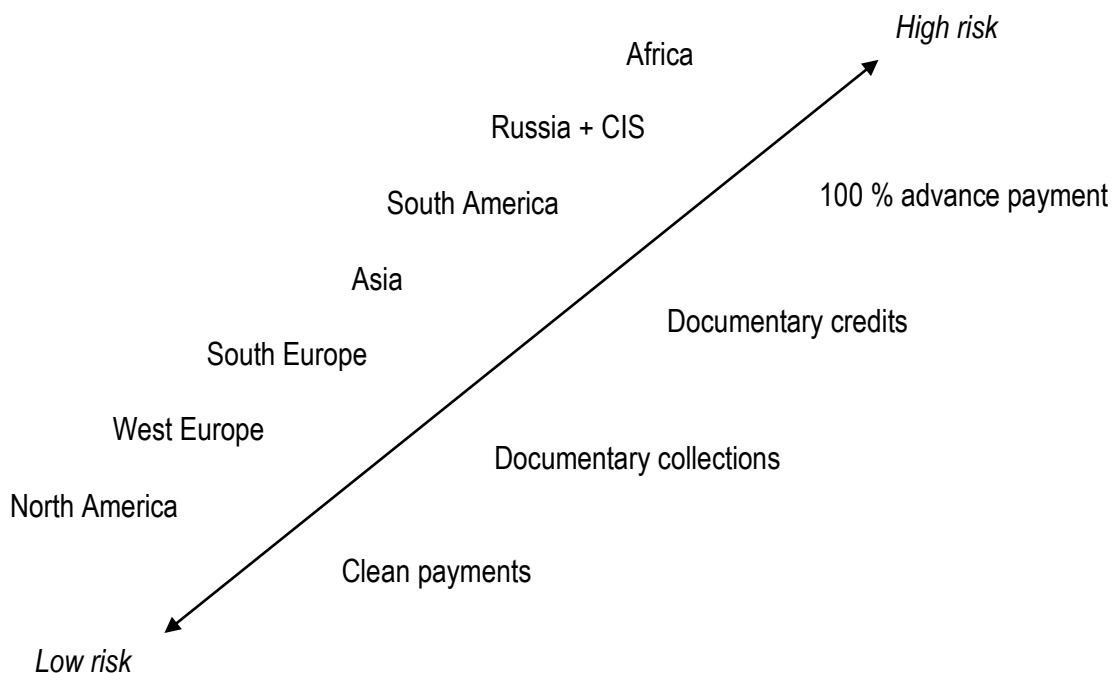 High risk
Africa
Russia + CIS
100 % advance payment
South America
Asia
Documentary credits
South Europe
West Europe
Documentary collections
North America
Clean payments
Low risk